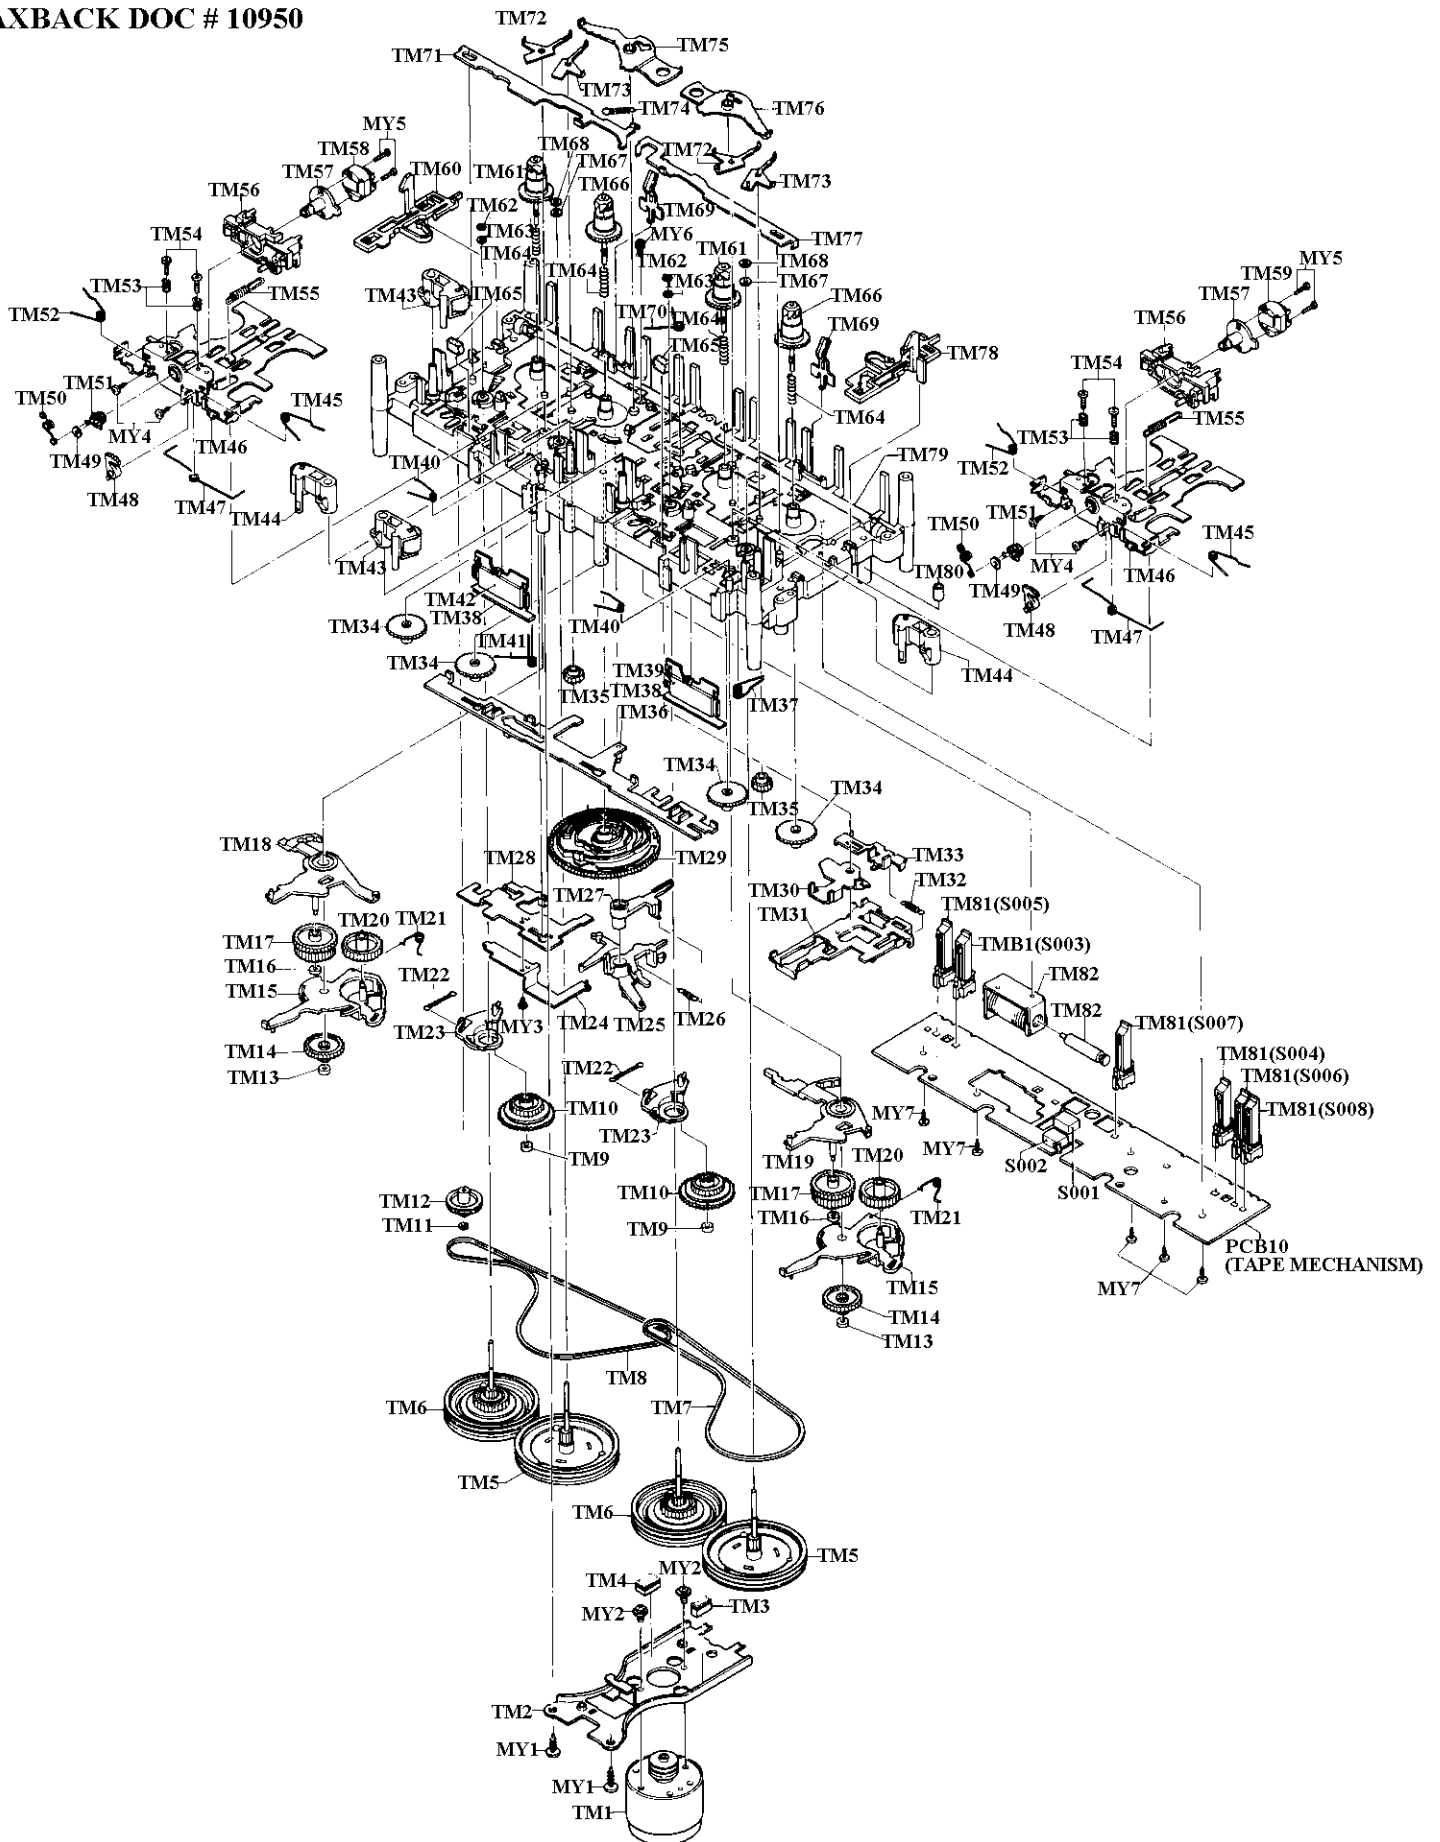 AXBACK DOC # 10950
TM72
TM75
TM71
TM73
TM74
TM76
MY5
TM58
TM68
TM72
TM57
TM60
TM67
TM61
TM66
TM73
TM56
TM62
TM69
TM54
TM63
MY6
TM77
TM64
TM62
TM61
TM68
MY5
TM53
TM55
TM43
TM65
TM64
TM63
TM67
TM59
TM57
TM52
TM70
TM66
TM69
TM56
TM64
TM65
TM78
TM54
TM51
TM50
TM45
TM64
TM55
MY4
TM46
TM53
TM49
TM40
TM79
TM52
TM48
TM47
TM44
TM51
TM50
TM45
TM43
TM80
MY4
TM46
TM42
TM49
TM38
TM40
TM48
TM47
TM34
TM41
TM34
TM39
TM44
TM35
TM38
TM37
TM36
TM34
TM34
TM35
TM18
TM28
TM29
TM33
TM27
TM30
TM32
TM20
TM21
TM31
TM81(S005)
TM17
TMB1(S003)
TM16
TM22
TM82
TM15
TM82
TM23
MY3
TM24
TM25
TM26
TM81(S007)
TM14
TM22
TM81(S004)
TM13
TM81(S006)
TM10
MY7
TM81(S008)
TM23
MY7
TM9
TM19
TM20
S002
TM12
TM10
TM17
S001
TM11
TM9
TM16
TM21
PCB10
(TAPE MECHANISM)
TM15
MY7
TM14
TM13
TM8
TM6
TM7
TM5
TM6
TM5
MY2
TM4
MY2
TM3
TM2
MY1
MY1
TM1